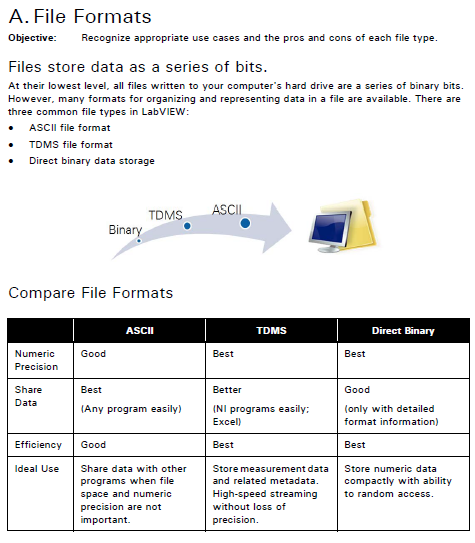 A. File Formats
Objective: Recognize appropriate use cases and the pros and cons of each file type.
Files store data as a series of bits.
At their lowest level, all files written to your computer's hard drive are a series of binary bits.
However, many formats for organizing and representing data in a file are available. There are
three common file types in LabVIEW:
• ASCII file format
• TDMS file format
• Direct binary data storage
Binary
TDMS
ASCII
Compare File Formats
ASCII TDMS Direct Binary
Numeric Good Best Best
Precision
Share Best Better Good
Data (Any program easily) (NI programs easily; (only with detailed
Excel) format information)
Efficiency Good Best Best
Ideal Use Share data with other Store measurement data Store numeric data
programs when file and related metadata. compactly with ability
space and numeric High-speed streaming to random access.
precision are not without loss of
important. precision.